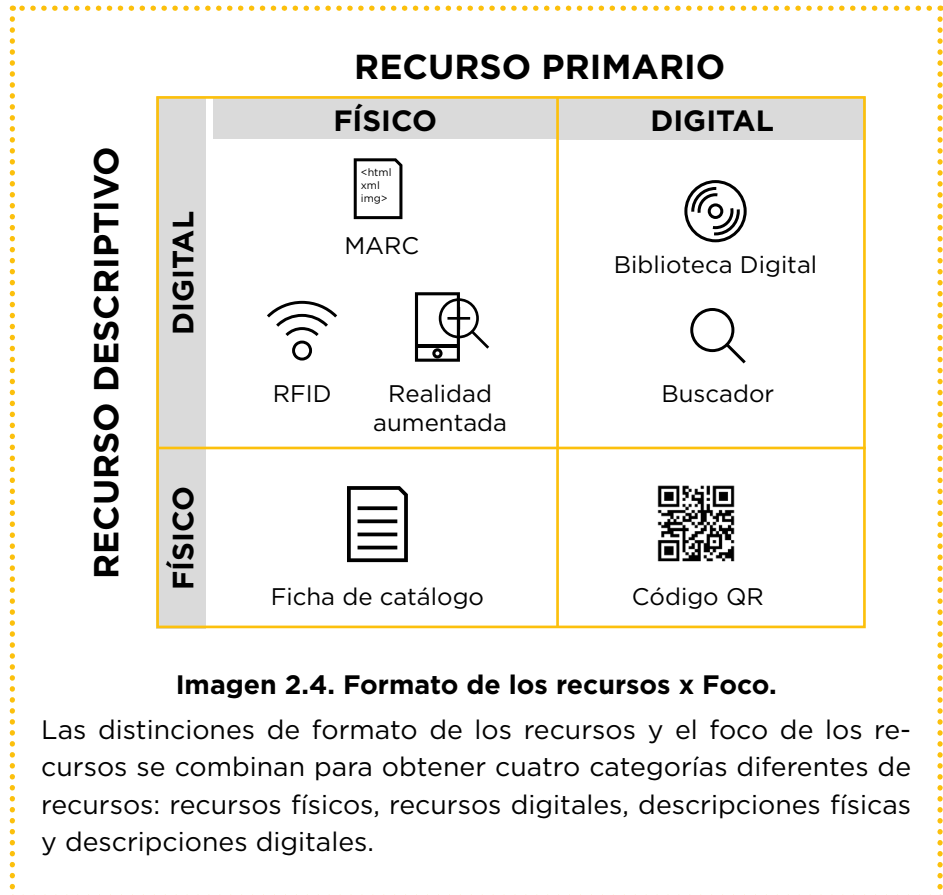 RECURSO PRIMARIO
RECURSO DESCRIPTIVO
FÍSICO
DIGITAL
DIGITAL
<html
xml
img>
MARC
RFID
Realidad
aumentada
Biblioteca Digital
Buscador
FÍSICO
Ficha de catálogo
Código QR
Imagen 2.4. Formato de los recursos x Foco.
Las distinciones de formato de los recursos y el foco de los re-
cursos se combinan para obtener cuatro categorías diferentes de
recursos: recursos físicos, recursos digitales, descripciones físicas
y descripciones digitales.